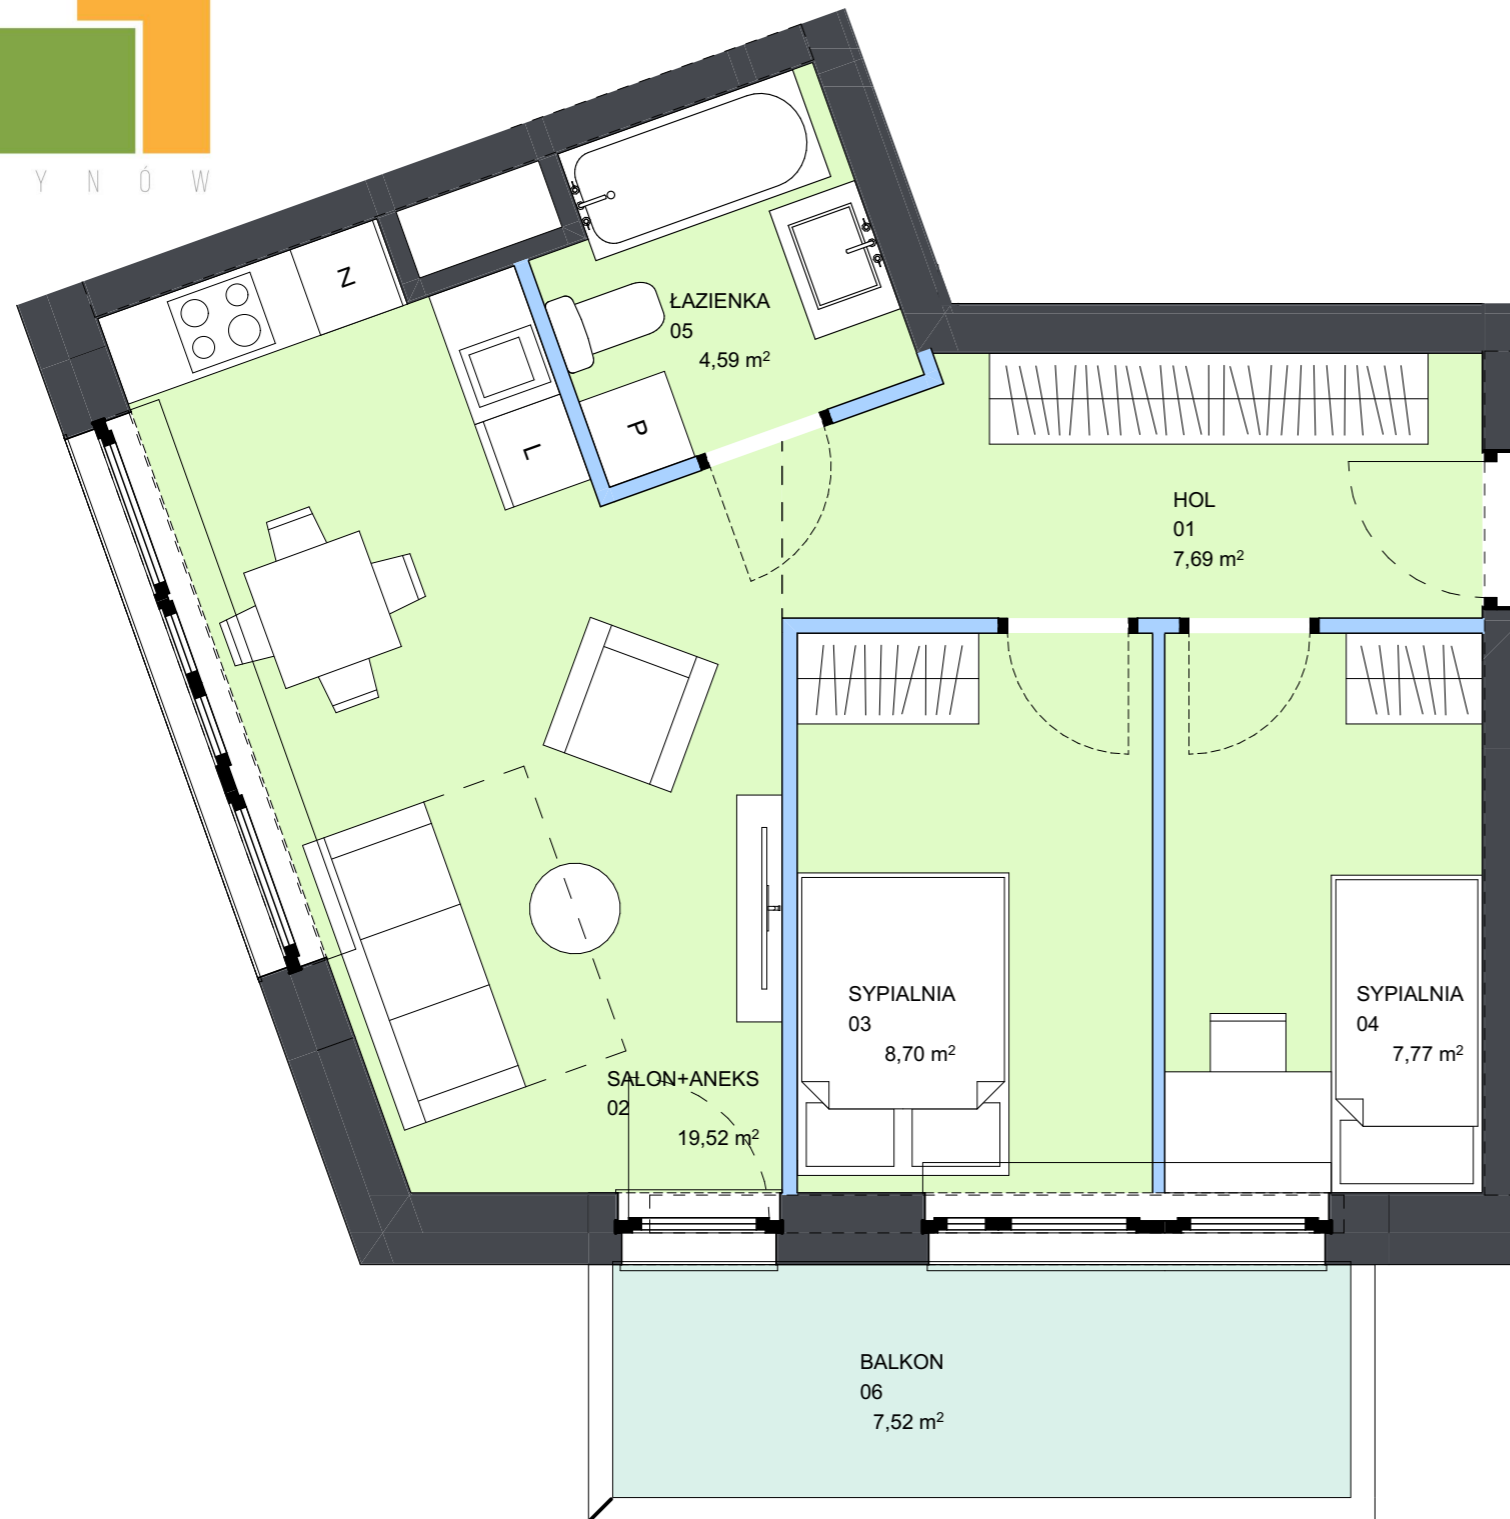 Y N Ó W
N
ŁAZIENKA
05
4,59 m²
P
L
HOL
01
7,69 m²
SYPIALNIA
03
8,70 m²
SYPIALNIA
04
7,77 m²
SALON+ANEKS
02
19,52 m²
BALKON
06
7,52 m²